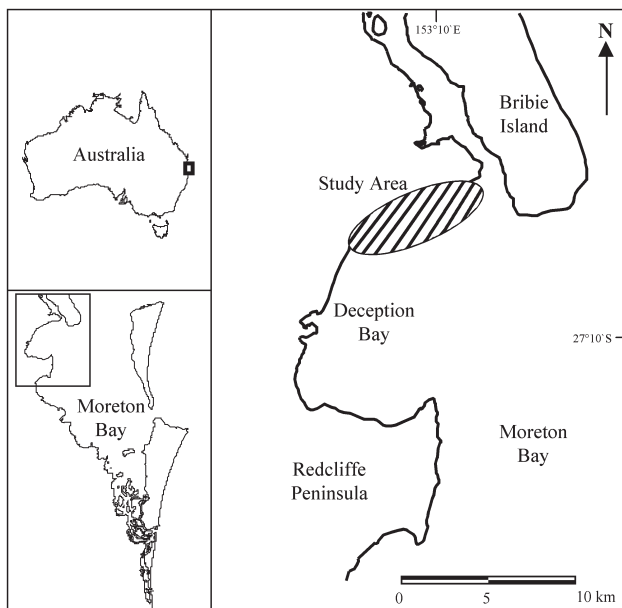 Australia
Moreton
Bay
153°10`E
N
Bribie
Island
Study Area
Deception
Bay
27°10`S
Moreton
Bay
Redcliffe
Peninsula
0 5 10 km